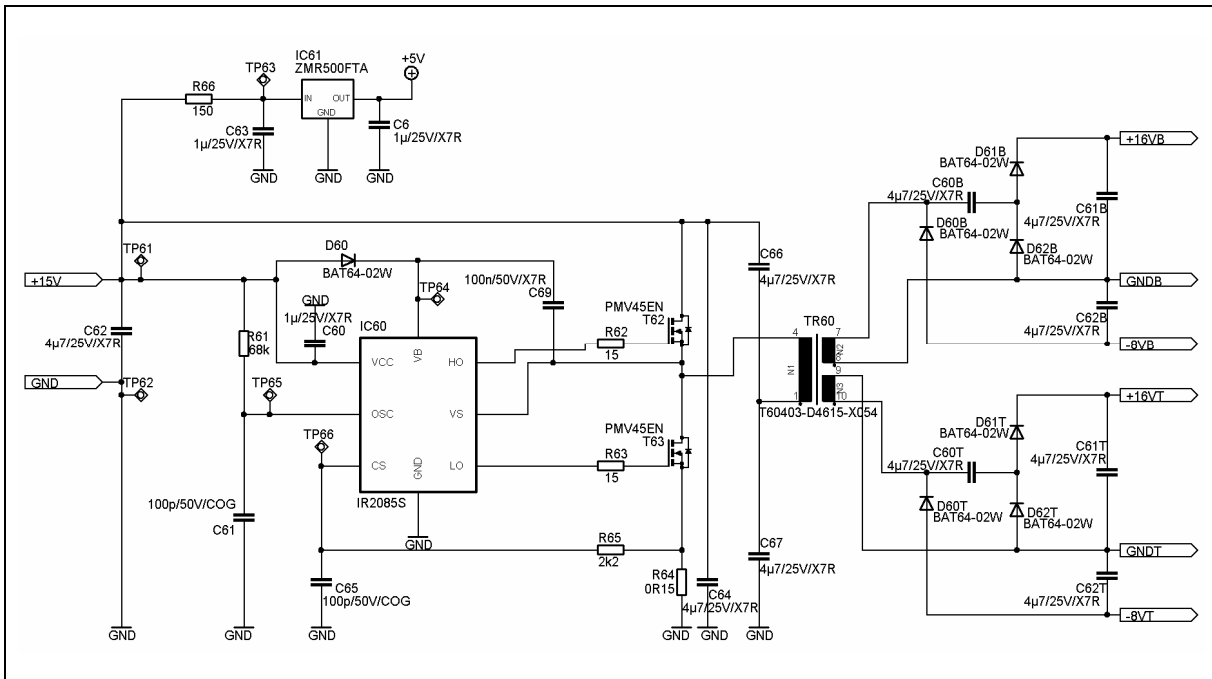 IC61
ZMR500FTA
+5V
TP63
R66
150
IN
OUT
GND
C63
1µ/25V/X7R
C6
1µ/25V/X7R
GND
GND
GND
+16VB
D61B
BAT64-02W
C60B
4µ7/25V/X7R
D60B
BAT64-02W
C61B
4µ7/25V/X7R
D62B
BAT64-02W
GNDB
C62B
4µ7/25V/X7R
-8VB
TP61
+15V
D60
BAT64-02W
TP64
100n/50V/X7R
C69
C66
4µ7/25V/X7R
GND
1µ/25V/X7R
C60
IC60
PMV45EN
T62
R62
15
C62
4µ7/25V/X7R
R61
68k
VCC
VB
HO
OSC
VS
CS
GND
LO
IR2085S
GND
TP62
TP65
TP66
TR60
4
7
N1
N2
8
9
N3
1
10
T60403-D4615-X054
PMV45EN
T63
R63
15
+16VT
D61T
BAT64-02W
C60T
4µ7/25V/X7R
C61T
4µ7/25V/X7R
D60T
BAT64-02W
D62T
BAT64-02W
GNDT
C62T
4µ7/25V/X7R
-8VT
100p/50V/COG
C61
GND
R65
2k2
C65
100p/50V/COG
R64
0R15
C64
4µ7/25V/X7R
C67
4µ7/25V/X7R
GND
GND
GND
GND
GND
GND